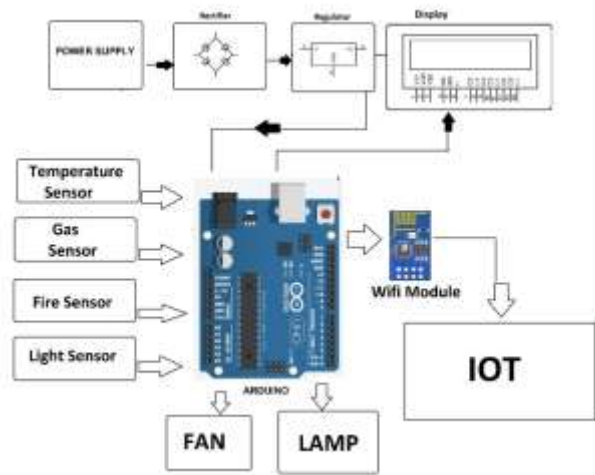 Rectifier
Regulator
Display
POWER SUPPLY
Temperature
Sensor
Gas
Sensor
Fire Sensor
Light Sensor
Wifi Module
IOT
ARDUINO
FAN
LAMP